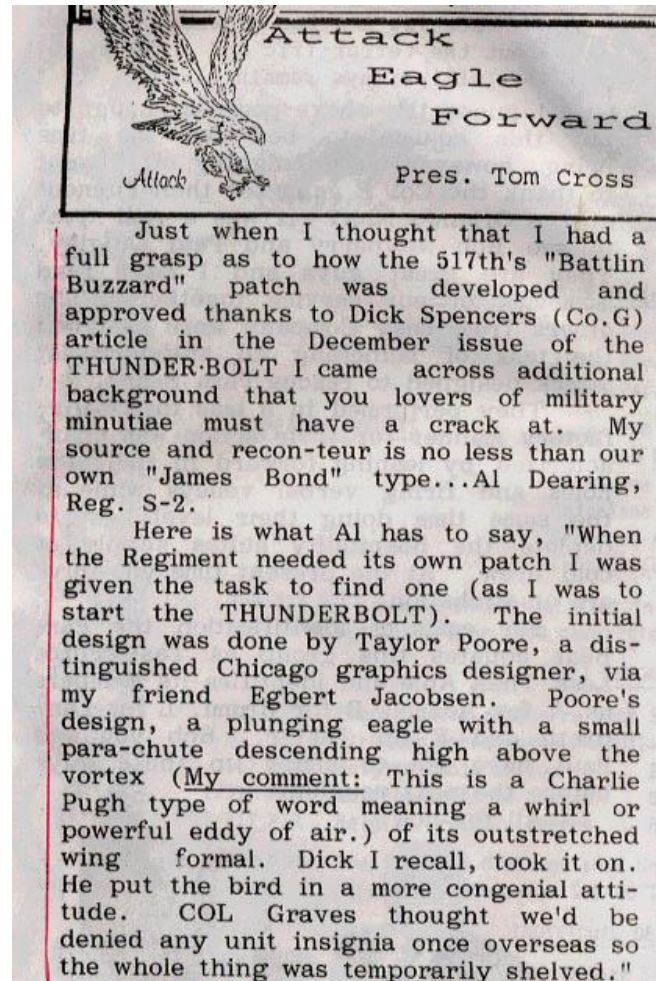 Attack
Eagle
Forward
Attack
Pres. Tom Cross
Just when I thought that I had a
full grasp as to how the 517th's "Battlin
Buzzard" patch was developed and
approved thanks to Dick Spencers (Co.G)
article in the December issue of the
THUNDER·BOLT I came across additional
background that you lovers of military
minutiae must have a crack at. My
source and recon-teur is no less than our
own "James Bond" type...Al Dearing,
Reg. S-2.
Here is what Al has to say, "When
the Regiment needed its own patch I was
given the task to find one (as I was to
start the THUNDERBOLT). The initial
design was done by Taylor Poore, a dis-
tinguished Chicago graphics designer, via
my friend Egbert Jacobsen. Poore's
design, a plunging eagle with a small
para-chute descending high above the
vortex (My comment: This is a Charlie
Pugh type of word meaning a whirl or
powerful eddy of air.) of its outstretched
wing formal. Dick I recall, took it on.
He put the bird in a more congenial atti-
tude. COL Graves thought we'd be
denied any unit insignia once overseas so
the whole thing was temporarily shelved."